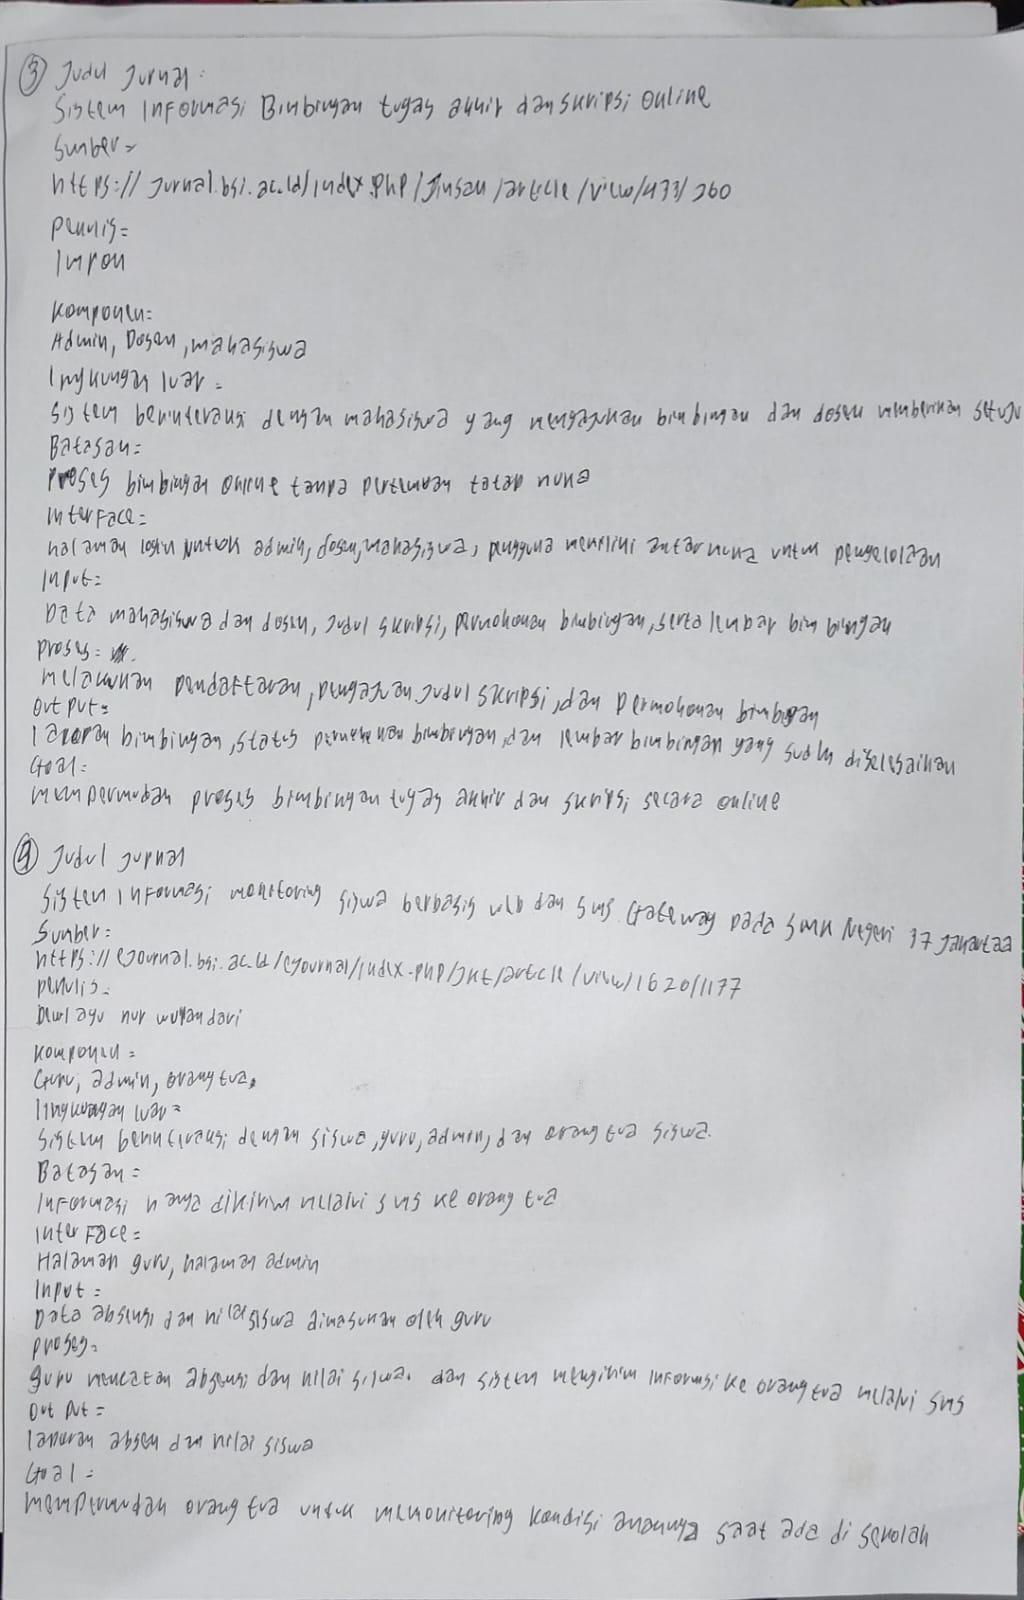 ③ Judul Jurnal :
Sistem Informasi Bimbingan tugas akhir dan skripsi Online
Sumber =
https://jurnal.bsi.ac.id/index.php/Jinsan/article/view/433/360
Penulis =
Imron
Komponen =
Admin, Dosen, mahasiswa
lingkungan luar =
Sistem berinteraksi dengan mahasiswa yang mengajukan bimbingan dan dosen memberikan setuju
Batasan =
Proses bimbingan online tanpa pertemuan tatap muka
interface =
halaman login untuk admin, dosen, mahasiswa, pengguna memiliki antar muka untuk pengelolaan
input =
Data mahasiswa dan dosen, Judul skripsi, permohonan bimbingan, serta lembar bimbingan
proses =
melakukan pendaftaran, pengajuan judul skripsi, dan permohonan bimbingan
Output =
laporan bimbingan, status permohonan bimbingan, dan lembar bimbingan yang sudah diselesaikan
Goal =
mempermudah proses bimbingan tugas akhir dan skripsi secara online
④ Judul jurnal
Sistem informasi monitoring siswa berbasis web dan sms Gateway pada smk Negeri 37 Jakartaa
Sumber =
https://ejournal.bsi.ac.id/ejournal/index.php/Jnt/article/view/1620/1177
penulis =
Dewi ayu nur wulandari
komponen =
Guru, admin, orang tua.
lingkungan luar =
Sistem berinteraksi dengan siswa, guru, admin, dan orang tua siswa.
Batasan =
Informasi hanya dikirim melalui sms ke orang tua
interface =
Halaman guru, halaman admin
Input =
Data absensi dan nilai siswa dimasukan oleh guru
proses =
guru mencatan absensi dan nilai siswa. dan sistem mengirim informsi ke orang tua melalui sms
Out put =
laporan absen dan nilai siswa
Goal =
mempermudah orang tua untuk memonitoring kondisi anaknya saat ada di sekolah